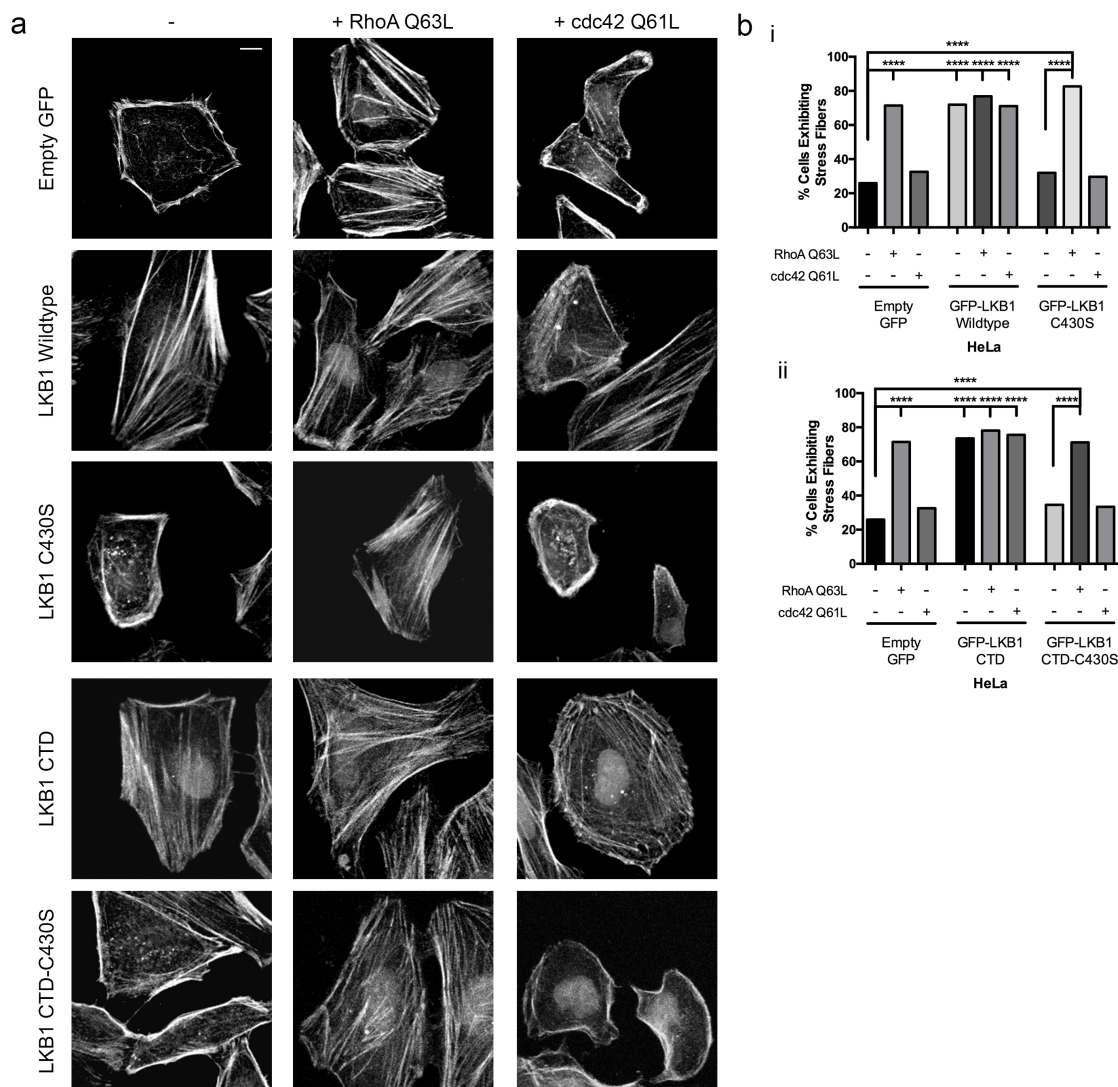 a
- + RhoA Q63L + cdc42 Q61L
Empty GFP
LKB1 Wildtype
LKB1 C430S
LKB1 CTD
LKB1 CTD-C430S
b
i
****
**** **** **** **** ****
100
80
60
40
20
0
% Cells Exhibiting
Stress Fibers
RhoA Q63L - + - - + - - + -
cdc42 Q61L - - + - - + - - +
Empty GFP-LKB1 GFP-LKB1
GFP Wildtype C430S
HeLa
ii
****
**** **** **** **** ****
100
80
60
40
20
0
% Cells Exhibiting
Stress Fibers
RhoA Q63L - + - - + - - + -
cdc42 Q61L - - + - - + - - +
Empty GFP-LKB1 GFP-LKB1
GFP CTD CTD-C430S
HeLa